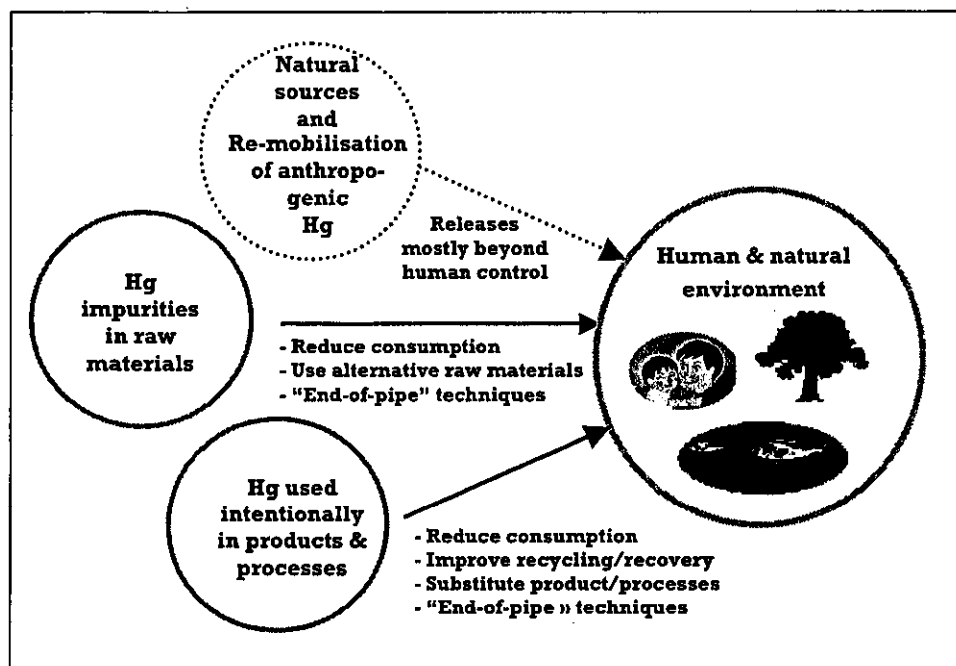 Natural
sources
and
Re-mobilisation
of anthropo-
genic
Hg
Releases
mostly beyond
human control
Human & natural
environment
Hg
impurities
in raw
materials
- Reduce consumption
- Use alternative raw materials
- “End-of-pipe” techniques
Hg used
intentionally
in products &
processes
- Reduce consumption
- Improve recycling/recovery
- Substitute product/processes
- “End-of-pipe » techniques